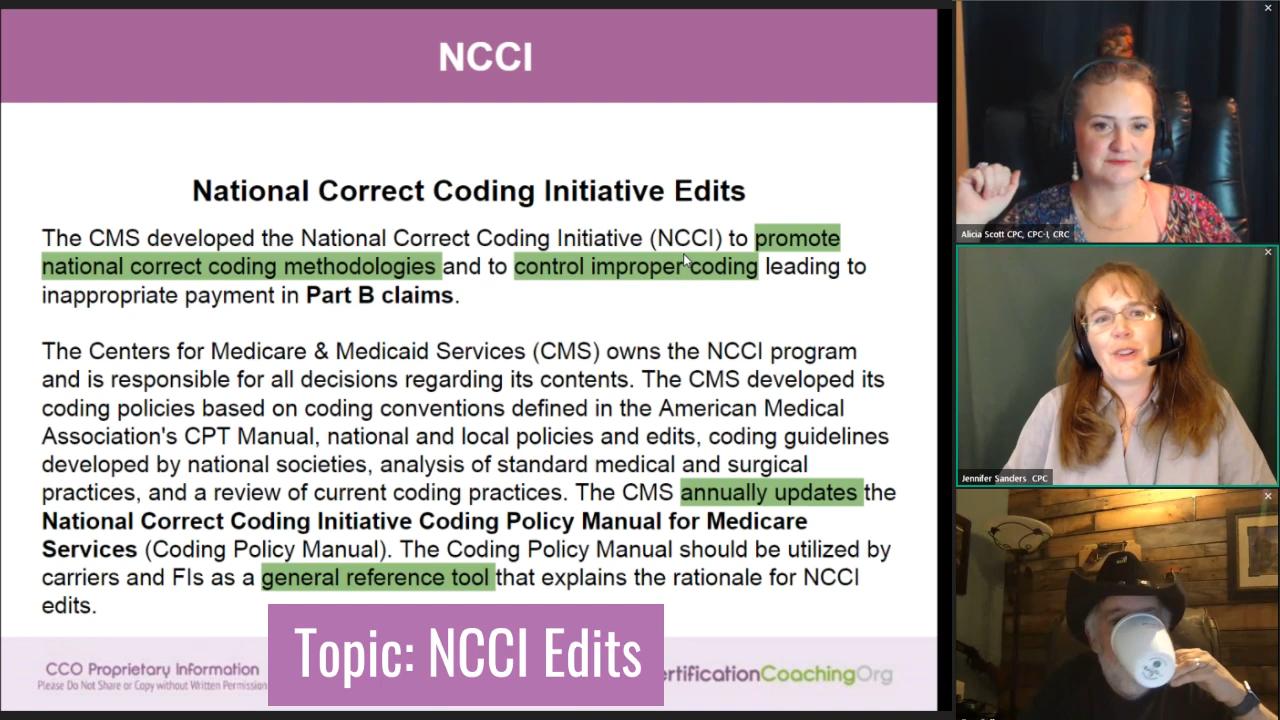 NCCI
National Correct Coding Initiative Edits
The CMS developed the National Correct Coding Initiative (NCCI) to promote
national correct coding methodologies and to control improper coding leading to
inappropriate payment in Part B claims.
The Centers for Medicare & Medicaid Services (CMS) owns the NCCI program
and is responsible for all decisions regarding its contents. The CMS developed its
coding policies based on coding conventions defined in the American Medical
Association's CPT Manual, national and local policies and edits, coding guidelines
developed by national societies, analysis of standard medical and surgical
practices, and a review of current coding practices. The CMS annually updates the
National Correct Coding Initiative Coding Policy Manual for Medicare
Services (Coding Policy Manual). The Coding Policy Manual should be utilized by
carriers and FIs as a general reference tool that explains the rationale for NCCI
edits.
CCO Proprietary Information
Please Do Not Share or Copy without Written Permission
Topic: NCCI Edits
ertificationCoachingOrg
Alicia Scott CPC, CPC-I, CRC
Jennifer Sanders CPC